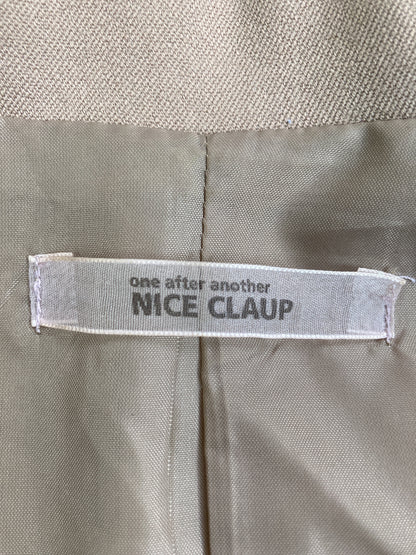 one after another
NICE CLAUP